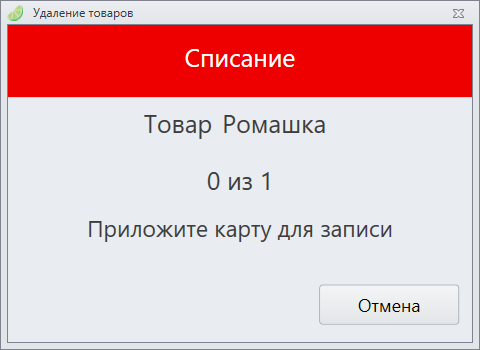 Удаление товаров
Списание
Товар Ромашка
0 из 1
Приложите карту для записи
Отмена